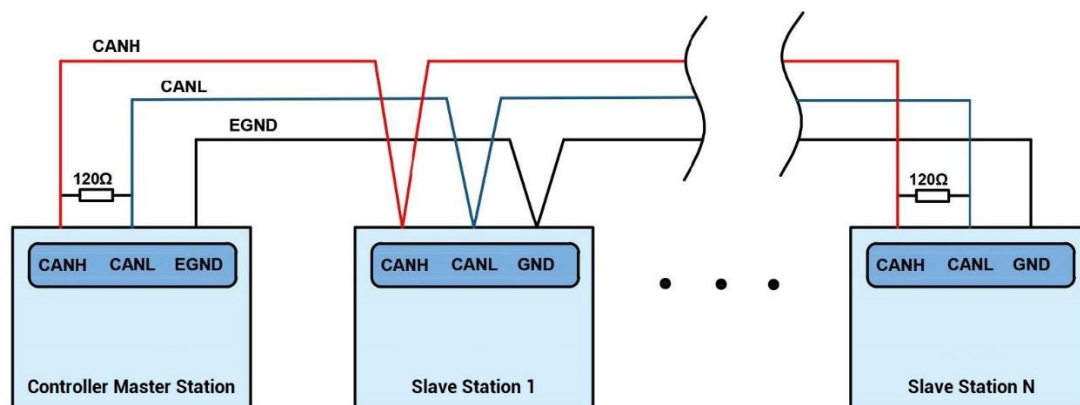 CANH
CANL
EGND
120Ω
120Ω
CANH CANL EGND
CANH CANL GND
CANH CANL GND
Controller Master Station
Slave Station 1
Slave Station N